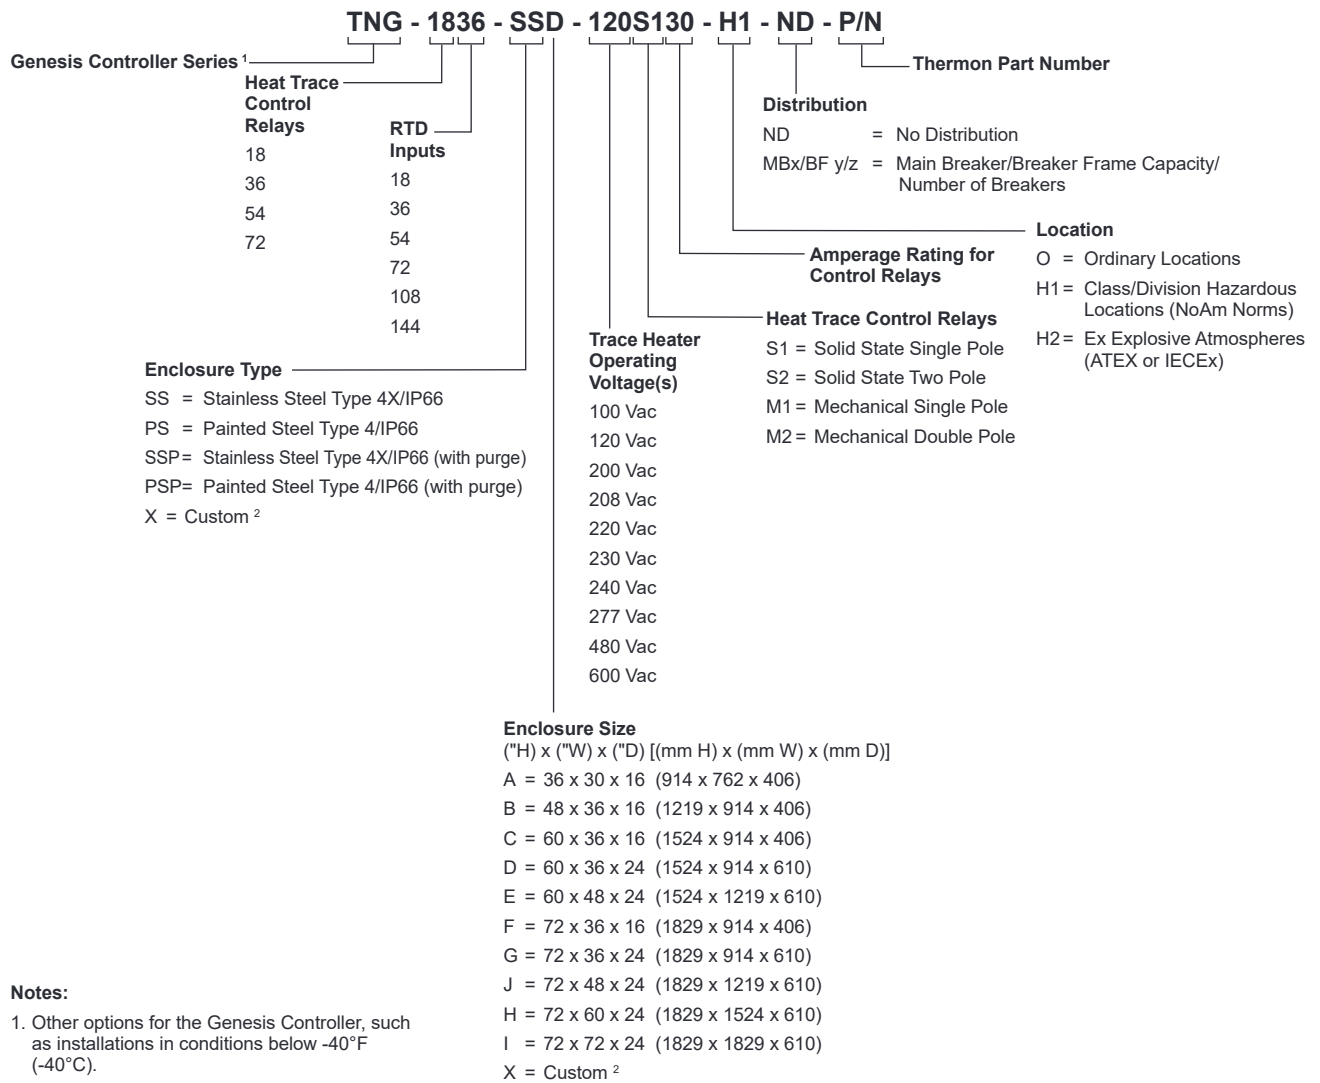 TNG - 1836 - SSD - 120S130 - H1 - ND - P/N
Genesis Controller Series 1
Thermon Part Number
Heat Trace
Control
Relays
18
36
54
72
RTD
Inputs
18
36
54
72
108
144
Distribution
ND = No Distribution
MBx/BF y/z = Main Breaker/Breaker Frame Capacity/
Number of Breakers
Location
O = Ordinary Locations
H1 = Class/Division Hazardous
Locations (NoAm Norms)
H2 = Ex Explosive Atmospheres
(ATEX or IECEx)
Amperage Rating for
Control Relays
Heat Trace Control Relays
S1 = Solid State Single Pole
S2 = Solid State Two Pole
M1 = Mechanical Single Pole
M2 = Mechanical Double Pole
Trace Heater
Operating
Voltage(s)
100 Vac
120 Vac
200 Vac
208 Vac
220 Vac
230 Vac
240 Vac
277 Vac
480 Vac
600 Vac
Enclosure Type
SS = Stainless Steel Type 4X/IP66
PS = Painted Steel Type 4/IP66
SSP= Stainless Steel Type 4X/IP66 (with purge)
PSP= Painted Steel Type 4/IP66 (with purge)
X = Custom 2
Enclosure Size
("H) x ("W) x ("D) [(mm H) x (mm W) x (mm D)]
A = 36 x 30 x 16 (914 x 762 x 406)
B = 48 x 36 x 16 (1219 x 914 x 406)
C = 60 x 36 x 16 (1524 x 914 x 406)
D = 60 x 36 x 24 (1524 x 914 x 610)
E = 60 x 48 x 24 (1524 x 1219 x 610)
F = 72 x 36 x 16 (1829 x 914 x 406)
G = 72 x 36 x 24 (1829 x 914 x 610)
J = 72 x 48 x 24 (1829 x 1219 x 610)
H = 72 x 60 x 24 (1829 x 1524 x 610)
I = 72 x 72 x 24 (1829 x 1829 x 610)
X = Custom 2
Notes:
1. Other options for the Genesis Controller, such
as installations in conditions below -40°F
(-40°C).